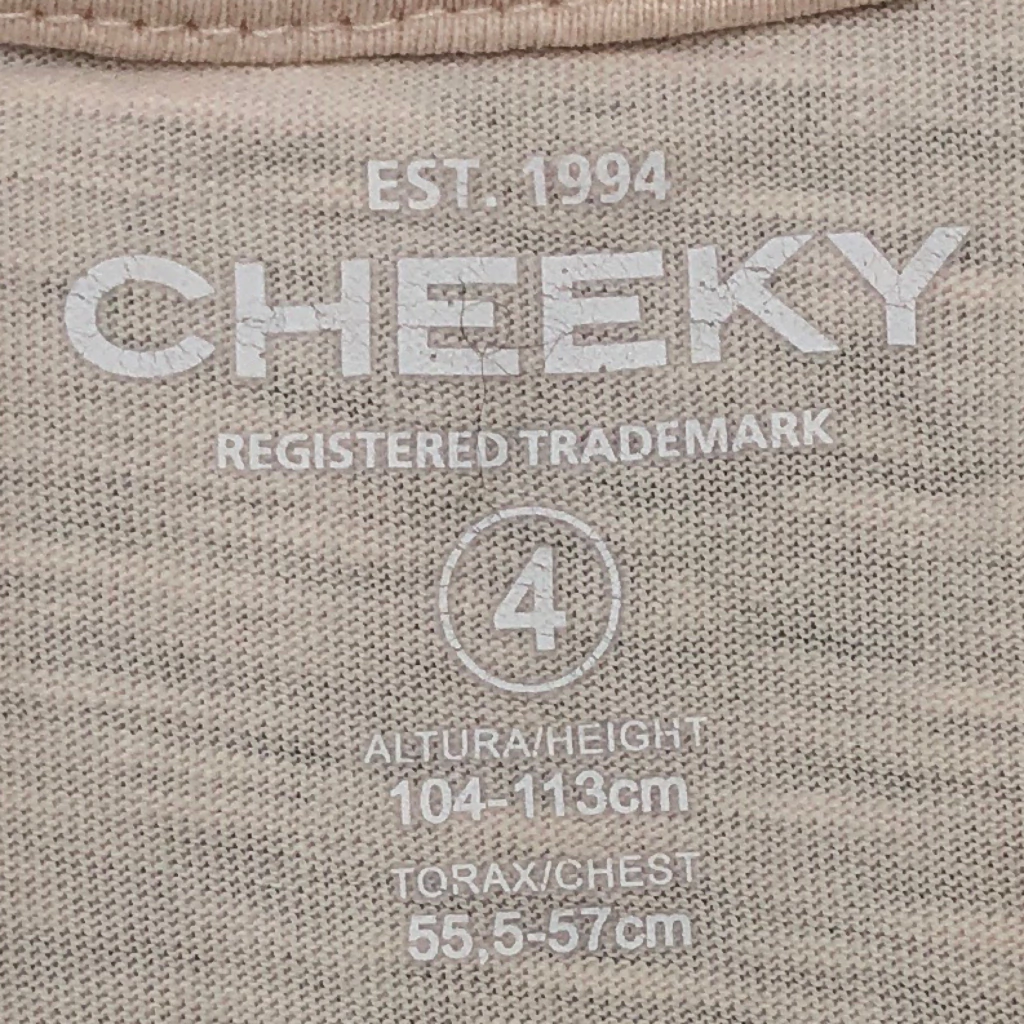 EST. 1994
CHEEKY
REGISTERED TRADEMARK
4
ALTURA/HEIGHT
104-113cm
TORAX/CHEST
55,5-57cm